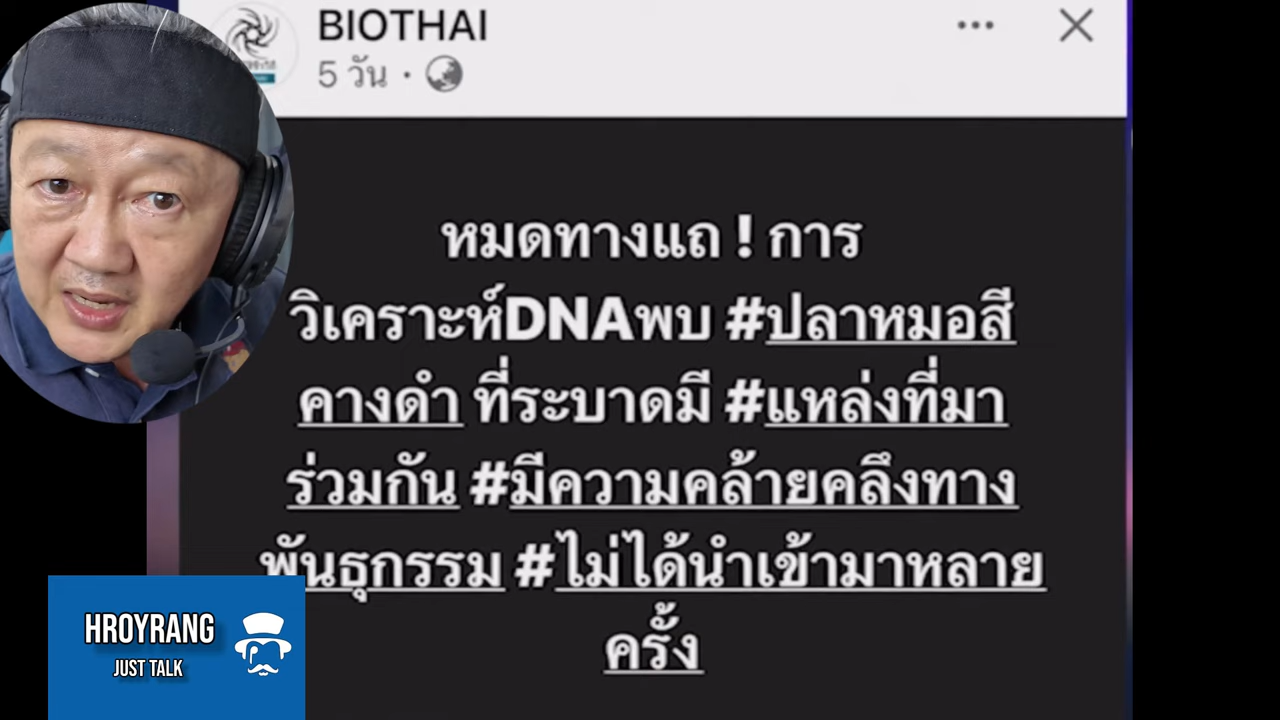 BIOTHAI
5 วัน
หมดทางแถ ! การ
วิเคราะห์DNAพบ #ปลาหมอสี
คางดำ ที่ระบาดมี #แหล่งที่มา
ร่วมกัน #มีความคล้ายคลึงทาง
พันธุกรรม #ไม่ได้นำเข้ามาหลาย
ครั้ง
HROYRANG
JUST TALK